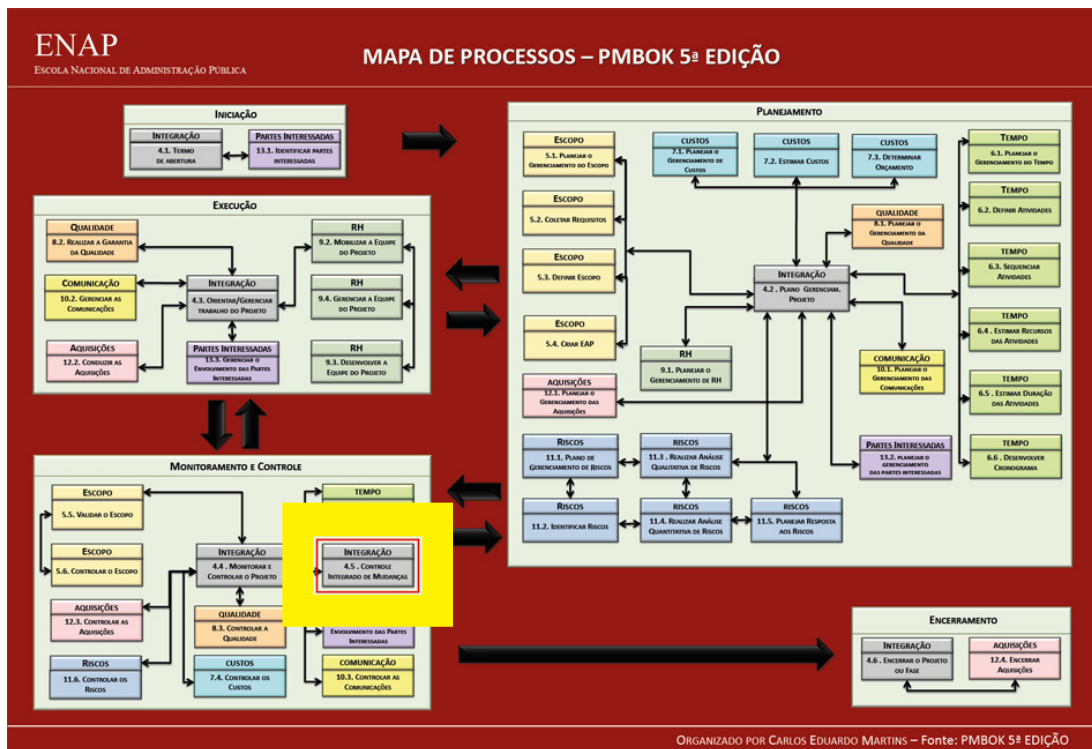 ENAP
Escola Nacional de Administração Pública
MAPA DE PROCESSOS – PMBOK 5ª EDIÇÃO
Iniciação
Integração
4.1. Termo
de abertura
Partes Interessadas
13.1. Identificar partes
interessadas
Planejamento
Escopo
5.1. Planejar o
Gerenciamento do Escopo
Escopo
5.2. Coletar Requisitos
Escopo
5.3. Definir Escopo
Escopo
5.4. Criar EAP
custos
7.1. Planejar o
Gerenciamento de
Custos
custos
7.2. Estimar Custos
custos
7.3. Determinar
Orçamento
Qualidade
8.1. Planejar o
Gerenciamento da
Qualidade
Integração
4.2 . Plano Gerenciam.
Projeto
RH
9.1. Planejar o
Gerenciamento de RH
Aquisições
12.1. Planejar o
Gerenciamento das
Aquisições
Comunicação
10.1. Planejar o
Gerenciamento das
Comunicações
Partes Interessadas
13.2. planejar o
gerenciamento
das partes interessadas
Tempo
6.1. Planejar o
Gerenciamento do Tempo
Tempo
6.2. Definir Atividades
Tempo
6.3. Sequenciar
Atividades
Tempo
6.4 . Estimar Recursos
das Atividades
Tempo
6.5 . Estimar Duração
das Atividades
Tempo
6.6 . Desenvolver
Cronograma
Riscos
11.1. Plano de
Gerenciamento de Riscos
Riscos
11.3 . Realizar Análise
Qualitativa de Riscos
Riscos
11.2. Identificar Riscos
Riscos
11.4. Realizar Análise
Quantitativa de Riscos
Riscos
11.5. Planejar Resposta
aos Riscos
Execução
Qualidade
8.2. Realizar a Garantia
da Qualidade
Comunicação
10.2. Gerenciar as
Comunicações
Aquisições
12.2. Conduzir as
Aquisições
Integração
4.3. Orientar/Gerenciar
trabalho do Projeto
Partes Interessadas
13.3. Gerenciar o
Envolvimento das Partes
Interessadas
RH
9.2. Mobilizar a Equipe
do Projeto
RH
9.4. Gerenciar a Equipe
do Projeto
RH
9.3. Desenvolver a
Equipe do Projeto
Monitoramento e Controle
Escopo
5.5. Validar o Escopo
Escopo
5.6. Controlar o Escopo
Aquisições
12.3. Controlar as
Aquisições
Riscos
11.6. Controlar os
Riscos
Tempo
Integração
4.4 . Monitorar e
Controlar o Projeto
Integração
4.5 . Controle
Integrado de Mudanças
Qualidade
8.3. Controlar a
Qualidade
custos
7.4. Controlar os
Custos
Envolvimento das Partes
Interessadas
Comunicação
10.3. Controlar as
Comunicações
Encerramento
Integração
4.6 . Encerrar o Projeto
ou Fase
Aquisições
12.4. Encerrar
Aquisições
Organizado por Carlos Eduardo Martins – Fonte: PMBOK 5ª EDIÇÃO